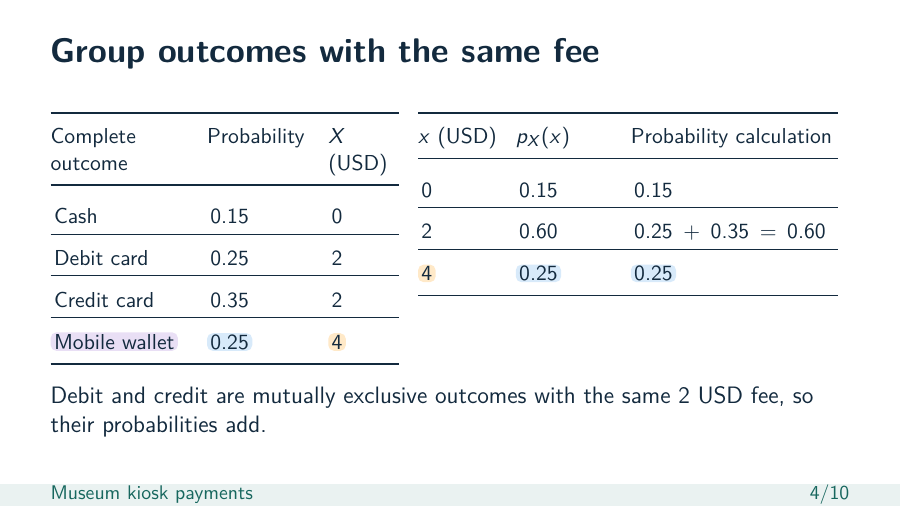 Group outcomes with the same fee
Complete outcome Probability X (USD)
Cash 0.15 0
Debit card 0.25 2
Credit card 0.35 2
Mobile wallet 0.25 4
x (USD) pX(x) Probability calculation
0 0.15 0.15
2 0.60 0.25 + 0.35 = 0.60
4 0.25 0.25
Debit and credit are mutually exclusive outcomes with the same 2 USD fee, so
their probabilities add.
Museum kiosk payments 4/10